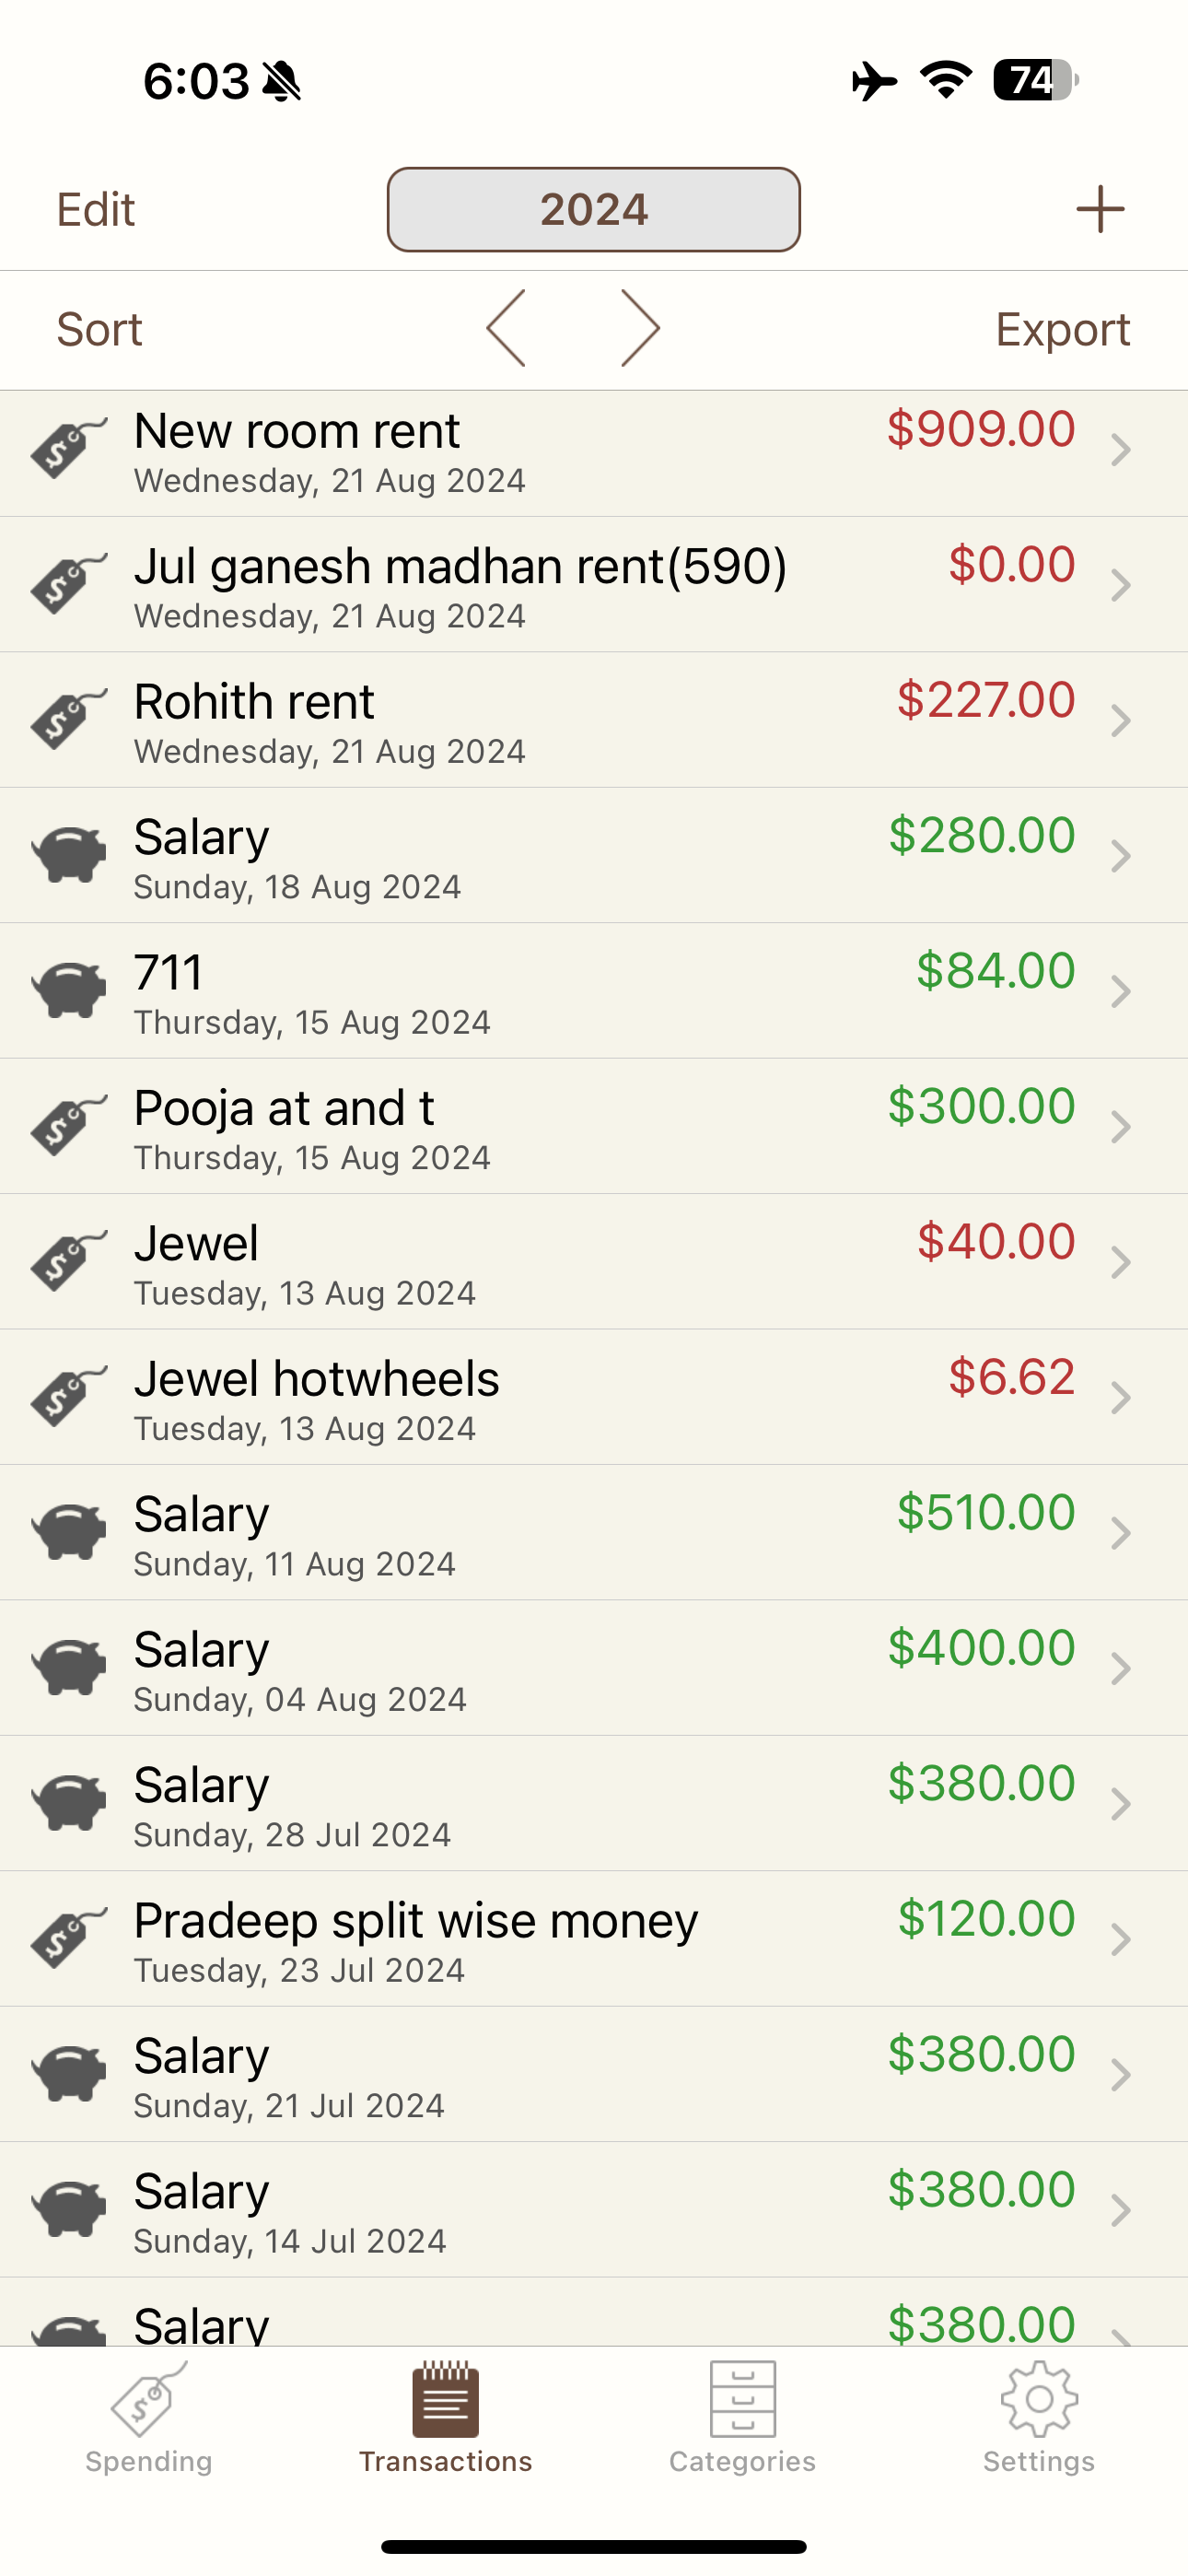 6:03
74
Edit
2024
Sort
Export
New room rent
$909.00
Wednesday, 21 Aug 2024
Jul ganesh madhan rent(590)
$0.00
Wednesday, 21 Aug 2024
Rohith rent
$227.00
Wednesday, 21 Aug 2024
Salary
$280.00
Sunday, 18 Aug 2024
711
$84.00
Thursday, 15 Aug 2024
Pooja at and t
$300.00
Thursday, 15 Aug 2024
Jewel
$40.00
Tuesday, 13 Aug 2024
Jewel hotwheels
$6.62
Tuesday, 13 Aug 2024
Salary
$510.00
Sunday, 11 Aug 2024
Salary
$400.00
Sunday, 04 Aug 2024
Salary
$380.00
Sunday, 28 Jul 2024
Pradeep split wise money
$120.00
Tuesday, 23 Jul 2024
Salary
$380.00
Sunday, 21 Jul 2024
Salary
$380.00
Sunday, 14 Jul 2024
Salary
$380.00
Spending
Transactions
Categories
Settings